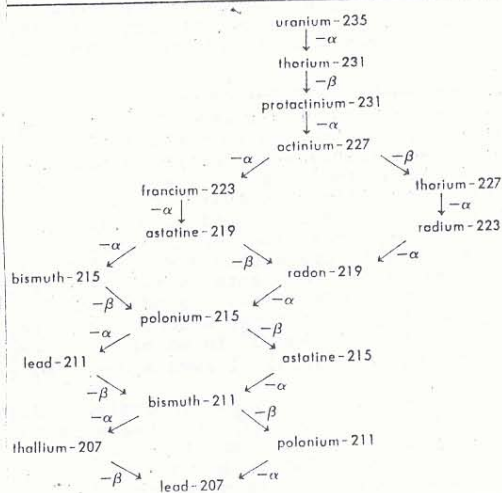 uranium-235
-α
thorium-231
-β
protactinium-231
-α
actinium-227
-α -β
francium-223 thorium-227
-α -α
astatine-219 radium-223
-α -β -α
bismuth-215 radon-219
-β -α
polonium-215
-α -β
lead-211 astatine-215
-β -α
bismuth-211
-α -β
thallium-207 polonium-211
-β -α
lead-207